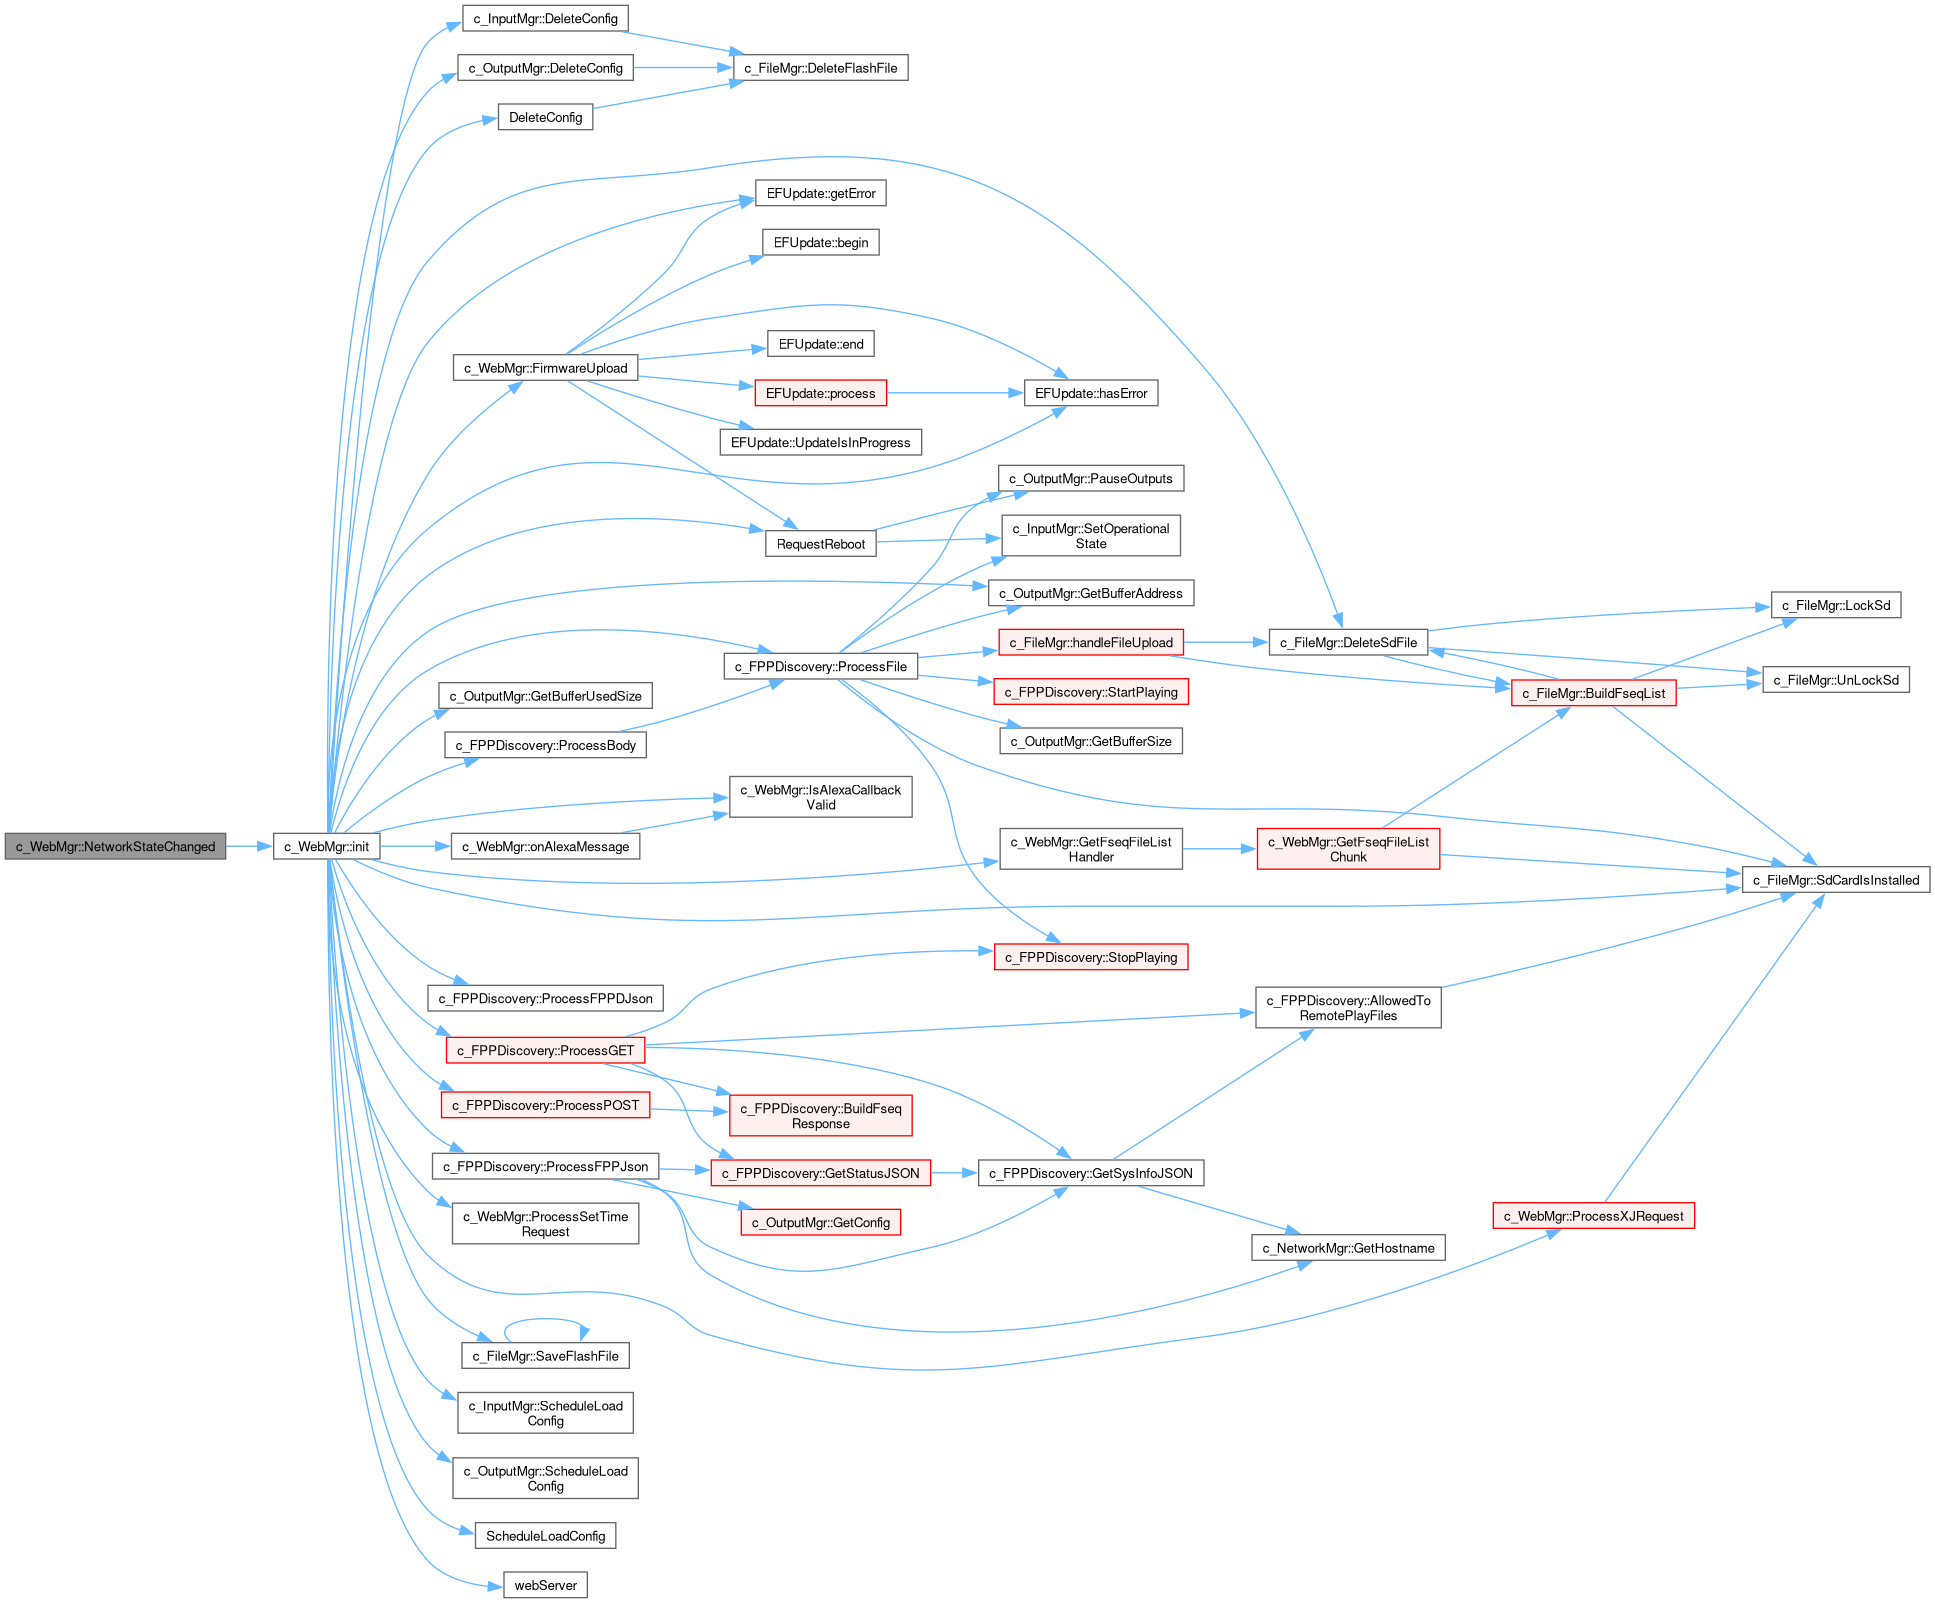 c_InputMgr::DeleteConfig
c_OutputMgr::DeleteConfig
c_FileMgr::DeleteFlashFile
DeleteConfig
EFUpdate::getError
EFUpdate::begin
EFUpdate::end
c_WebMgr::FirmwareUpload
EFUpdate::process
EFUpdate::hasError
EFUpdate::UpdateIsInProgress
c_OutputMgr::PauseOutputs
RequestReboot
c_InputMgr::SetOperational
State
c_OutputMgr::GetBufferAddress
c_FileMgr::LockSd
c_FileMgr::handleFileUpload
c_FileMgr::DeleteSdFile
c_FPPDiscovery::ProcessFile
c_FileMgr::UnLockSd
c_OutputMgr::GetBufferUsedSize
c_FPPDiscovery::StartPlaying
c_FileMgr::BuildFseqList
c_FPPDiscovery::ProcessBody
c_OutputMgr::GetBufferSize
c_WebMgr::IsAlexaCallback
Valid
c_WebMgr::NetworkStateChanged
c_WebMgr::init
c_WebMgr::onAlexaMessage
c_WebMgr::GetFseqFileList
Handler
c_WebMgr::GetFseqFileList
Chunk
c_FileMgr::SdCardIsInstalled
c_FPPDiscovery::StopPlaying
c_FPPDiscovery::ProcessFPPDJson
c_FPPDiscovery::AllowedTo
RemotePlayFiles
c_FPPDiscovery::ProcessGET
c_FPPDiscovery::ProcessPOST
c_FPPDiscovery::BuildFseq
Response
c_FPPDiscovery::ProcessFPPJson
c_FPPDiscovery::GetStatusJSON
c_FPPDiscovery::GetSysInfoJSON
c_WebMgr::ProcessSetTime
Request
c_OutputMgr::GetConfig
c_WebMgr::ProcessXJRequest
c_NetworkMgr::GetHostname
c_FileMgr::SaveFlashFile
c_InputMgr::ScheduleLoad
Config
c_OutputMgr::ScheduleLoad
Config
ScheduleLoadConfig
webServer